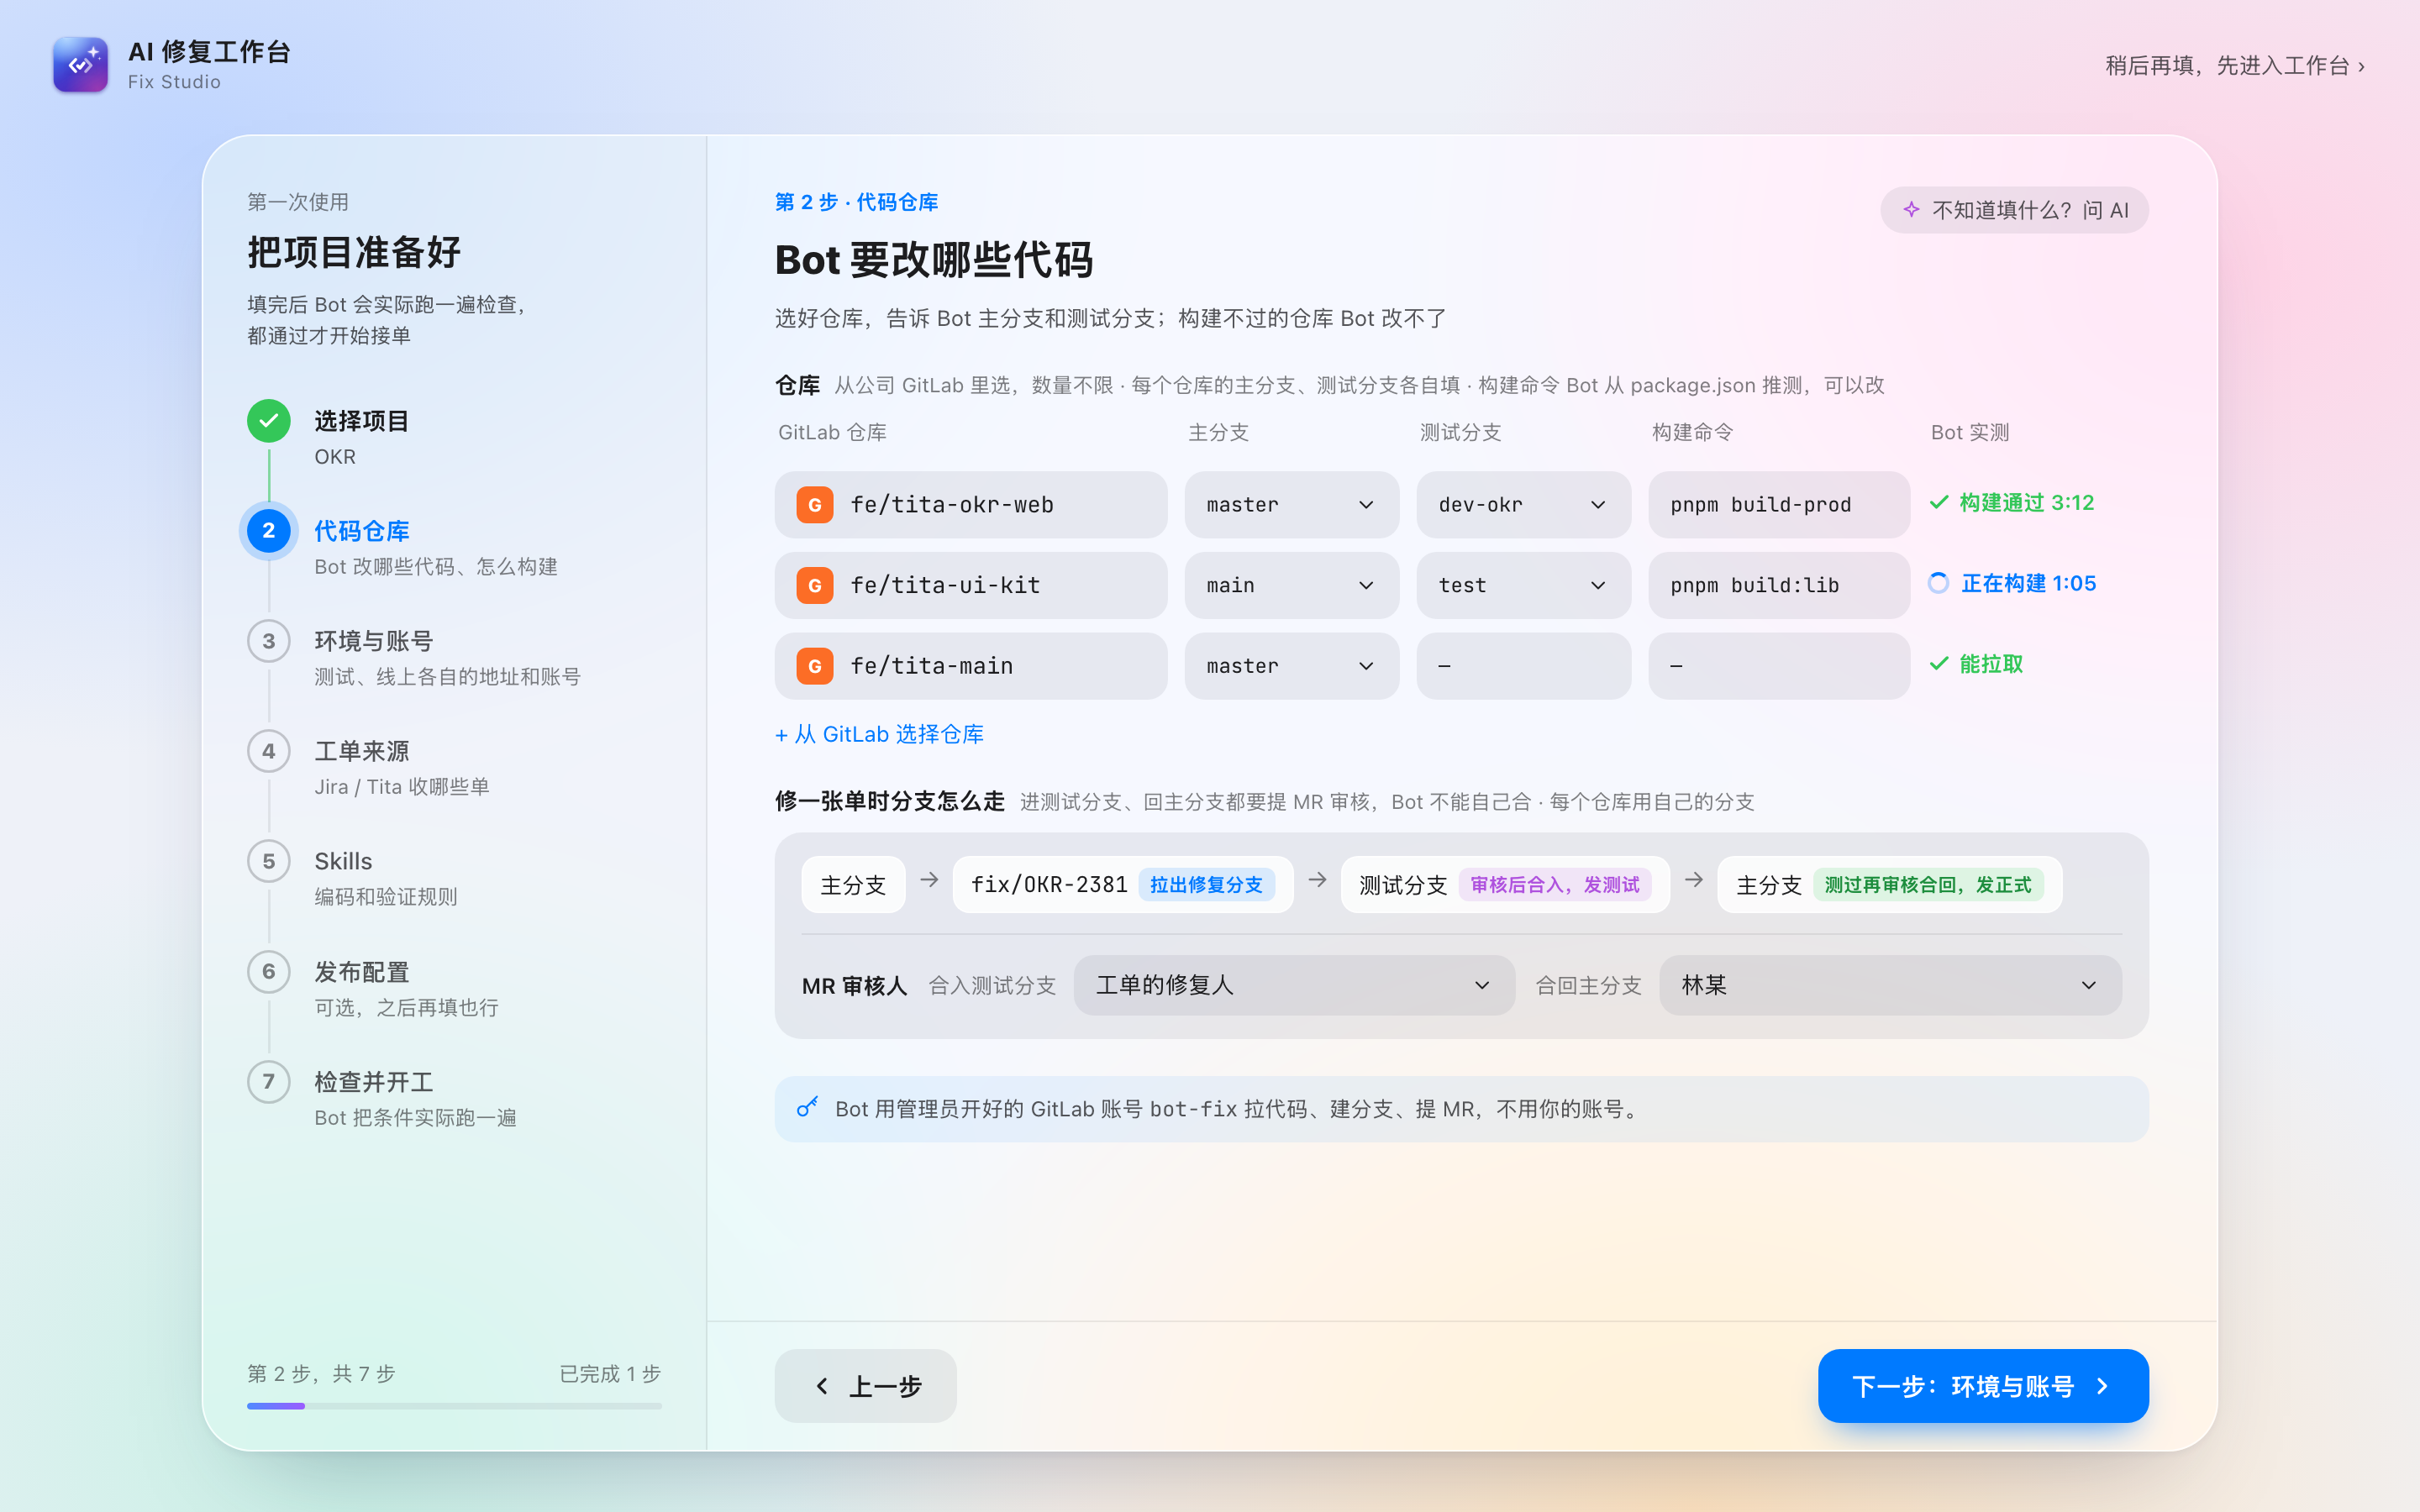 AI 修复工作台
Fix Studio
稍后再填，先进入工作台 ›
第一次使用
把项目准备好
填完后 Bot 会实际跑一遍检查，
都通过才开始接单
选择项目
OKR
2 代码仓库
Bot 改哪些代码、怎么构建
3 环境与账号
测试、线上各自的地址和账号
4 工单来源
Jira / Tita 收哪些单
5 Skills
编码和验证规则
6 发布配置
可选，之后再填也行
7 检查并开工
Bot 把条件实际跑一遍
第 2 步，共 7 步 已完成 1 步
第 2 步 · 代码仓库
不知道填什么？问 AI
Bot 要改哪些代码
选好仓库，告诉 Bot 主分支和测试分支；构建不过的仓库 Bot 改不了
仓库 从公司 GitLab 里选，数量不限 · 每个仓库的主分支、测试分支各自填 · 构建命令 Bot 从 package.json 推测，可以改
GitLab 仓库 主分支 测试分支 构建命令 Bot 实测
G fe/tita-okr-web master dev-okr pnpm build-prod 构建通过 3:12
G fe/tita-ui-kit main test pnpm build:lib 正在构建 1:05
G fe/tita-main master — — 能拉取
+ 从 GitLab 选择仓库
修一张单时分支怎么走 进测试分支、回主分支都要提 MR 审核，Bot 不能自己合 · 每个仓库用自己的分支
主分支 → fix/OKR-2381 拉出修复分支 → 测试分支 审核后合入，发测试 → 主分支 测过再审核合回，发正式
MR 审核人 合入测试分支 工单的修复人 合回主分支 林某
Bot 用管理员开好的 GitLab 账号 bot-fix 拉代码、建分支、提 MR，不用你的账号。
上一步
下一步：环境与账号